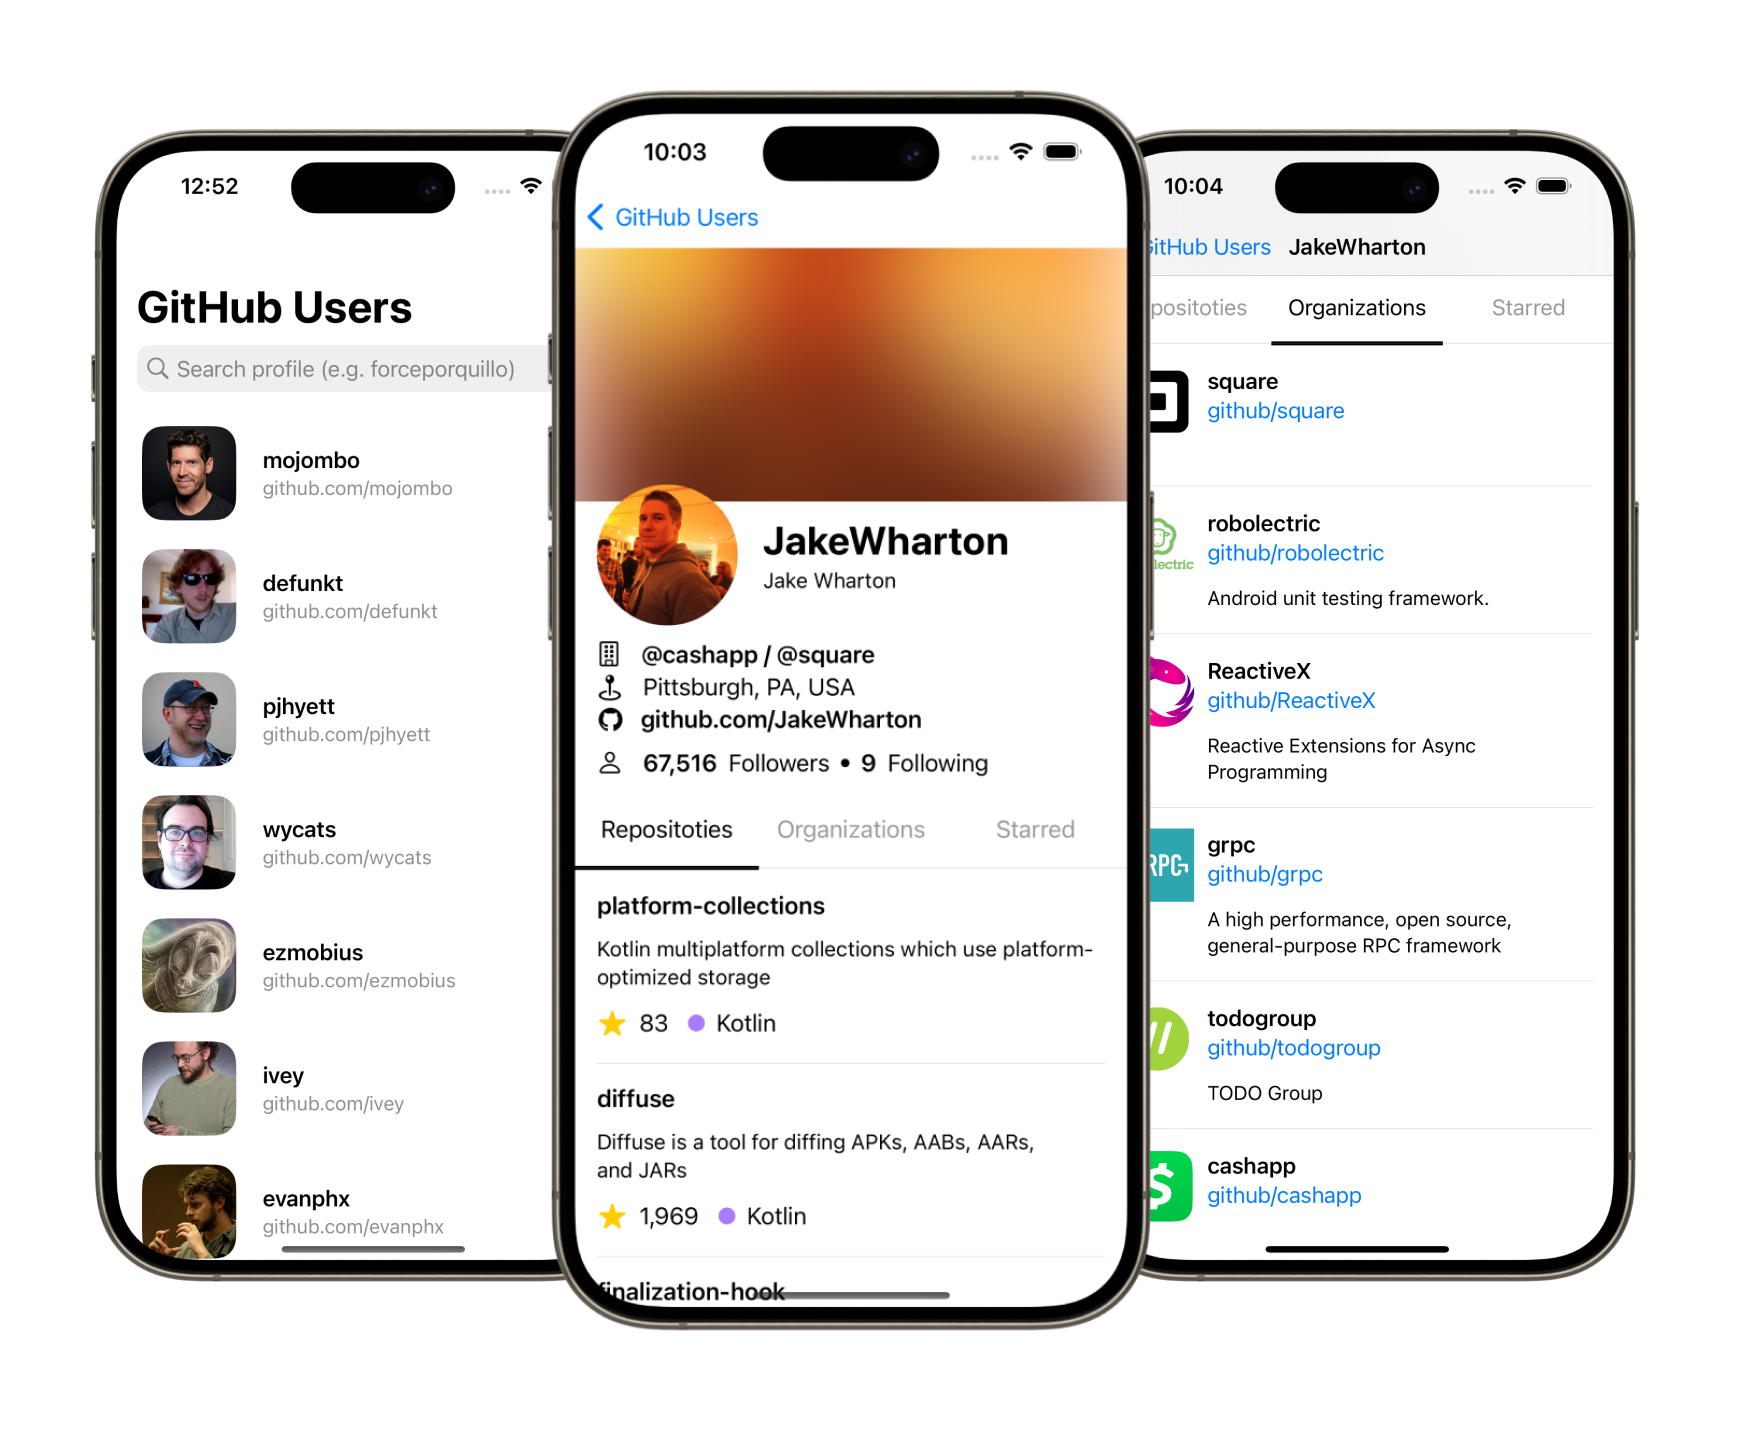 12:52
GitHub Users
Search profile (e.g. forceporquillo)
mojombo
github.com/mojombo
defunkt
github.com/defunkt
pjhyett
github.com/pjhyett
wycats
github.com/wycats
ezmobius
github.com/ezmobius
ivey
github.com/ivey
evanphx
github.com/evanphx
10:03
GitHub Users
JakeWharton
Jake Wharton
@cashapp / @square
Pittsburgh, PA, USA
github.com/JakeWharton
67,516 Followers • 9 Following
Repositoties Organizations Starred
platform-collections
Kotlin multiplatform collections which use platform-
optimized storage
83 Kotlin
diffuse
Diffuse is a tool for diffing APKs, AABs, AARs,
and JARs
1,969 Kotlin
finalization-hook
10:04
GitHub Users JakeWharton
positoties Organizations Starred
square
github/square
lectric
robolectric
github/robolectric
Android unit testing framework.
ReactiveX
github/ReactiveX
Reactive Extensions for Async
Programming
RPC
grpc
github/grpc
A high performance, open source,
general-purpose RPC framework
//
todogroup
github/todogroup
TODO Group
$
cashapp
github/cashapp